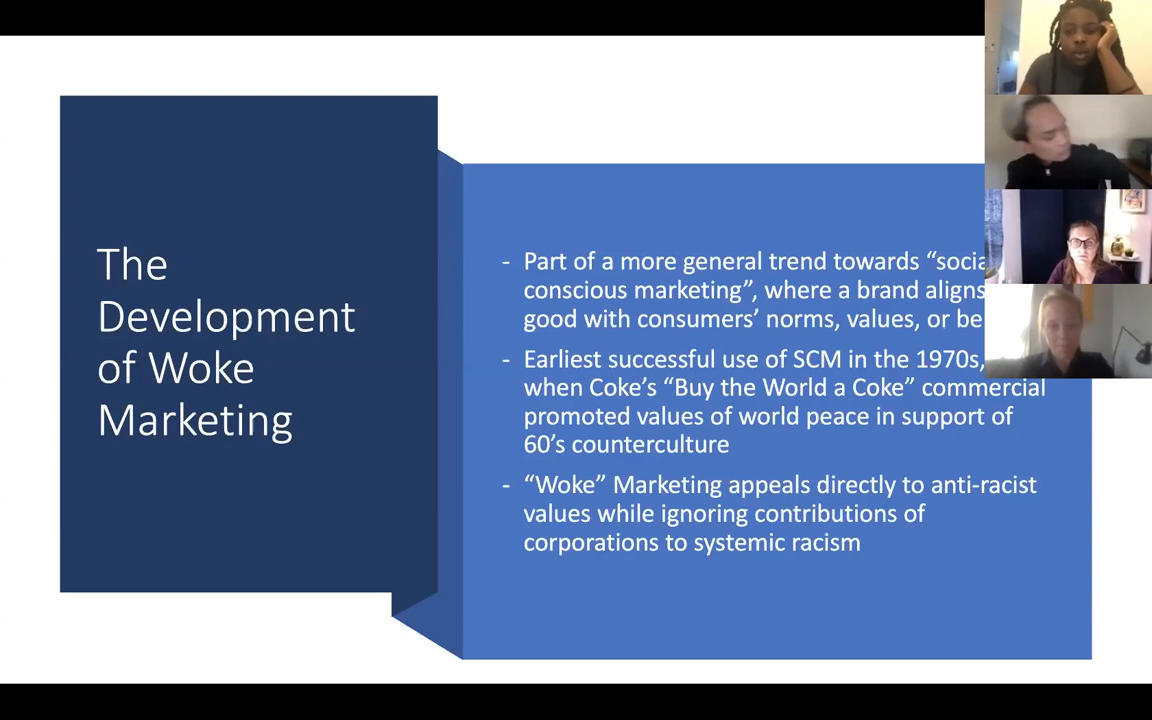 The
Development
of Woke
Marketing
- Part of a more general trend towards
conscious marketing”, where a brand aligns
good with consumers’ norms, values, or
- Earliest successful use of SCM in the 1970s,
when Coke’s “Buy the World a Coke” commercial
promoted values of world peace in support of
60’s counterculture
- “Woke” Marketing appeals directly to anti-racist
values while ignoring contributions of
corporations to systemic racism